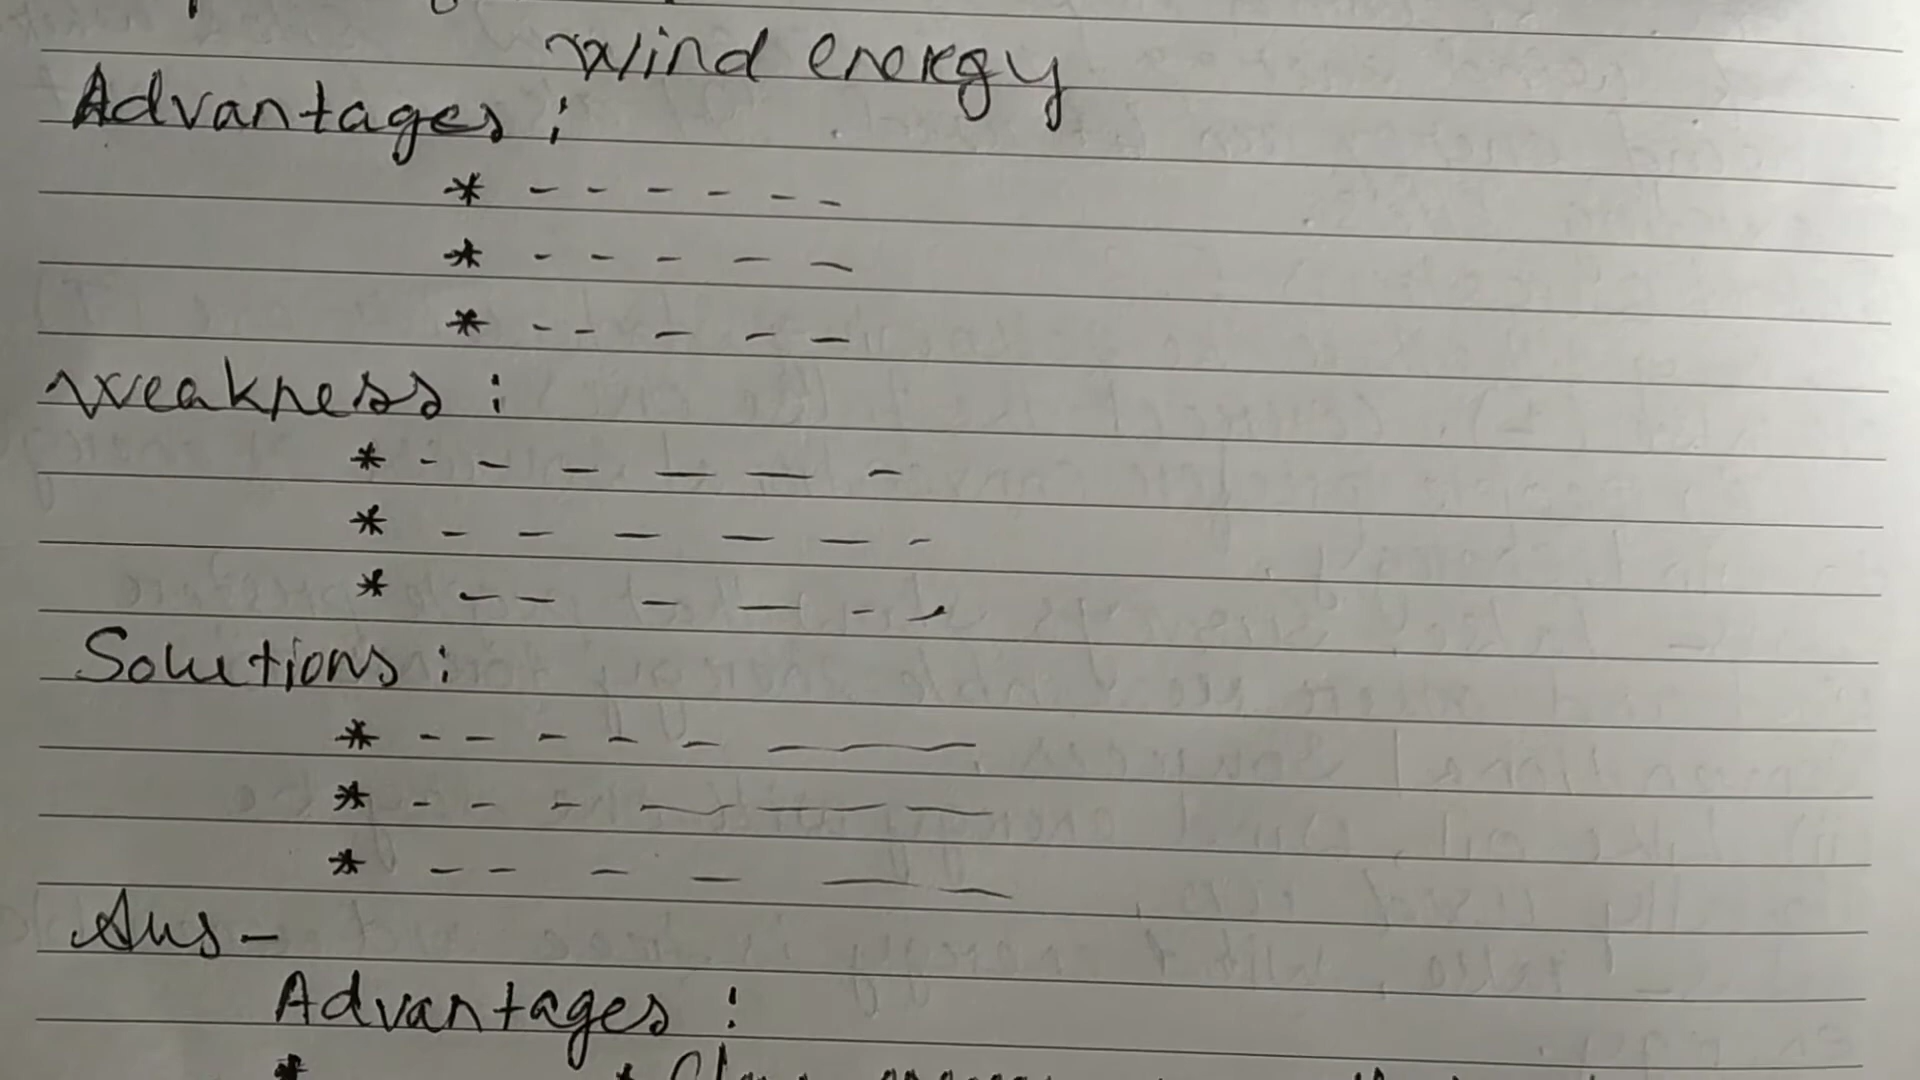 Wind energy
Advantages :
* - - - - - -
* - - - - -
* - - - - -
Weakness :
* - - - - - -
* - - - - - -
* - - - - - -
Solutions :
* - - - - - - - -
* - - - - - -
* - - - - - -
Ans -
Advantages :
*